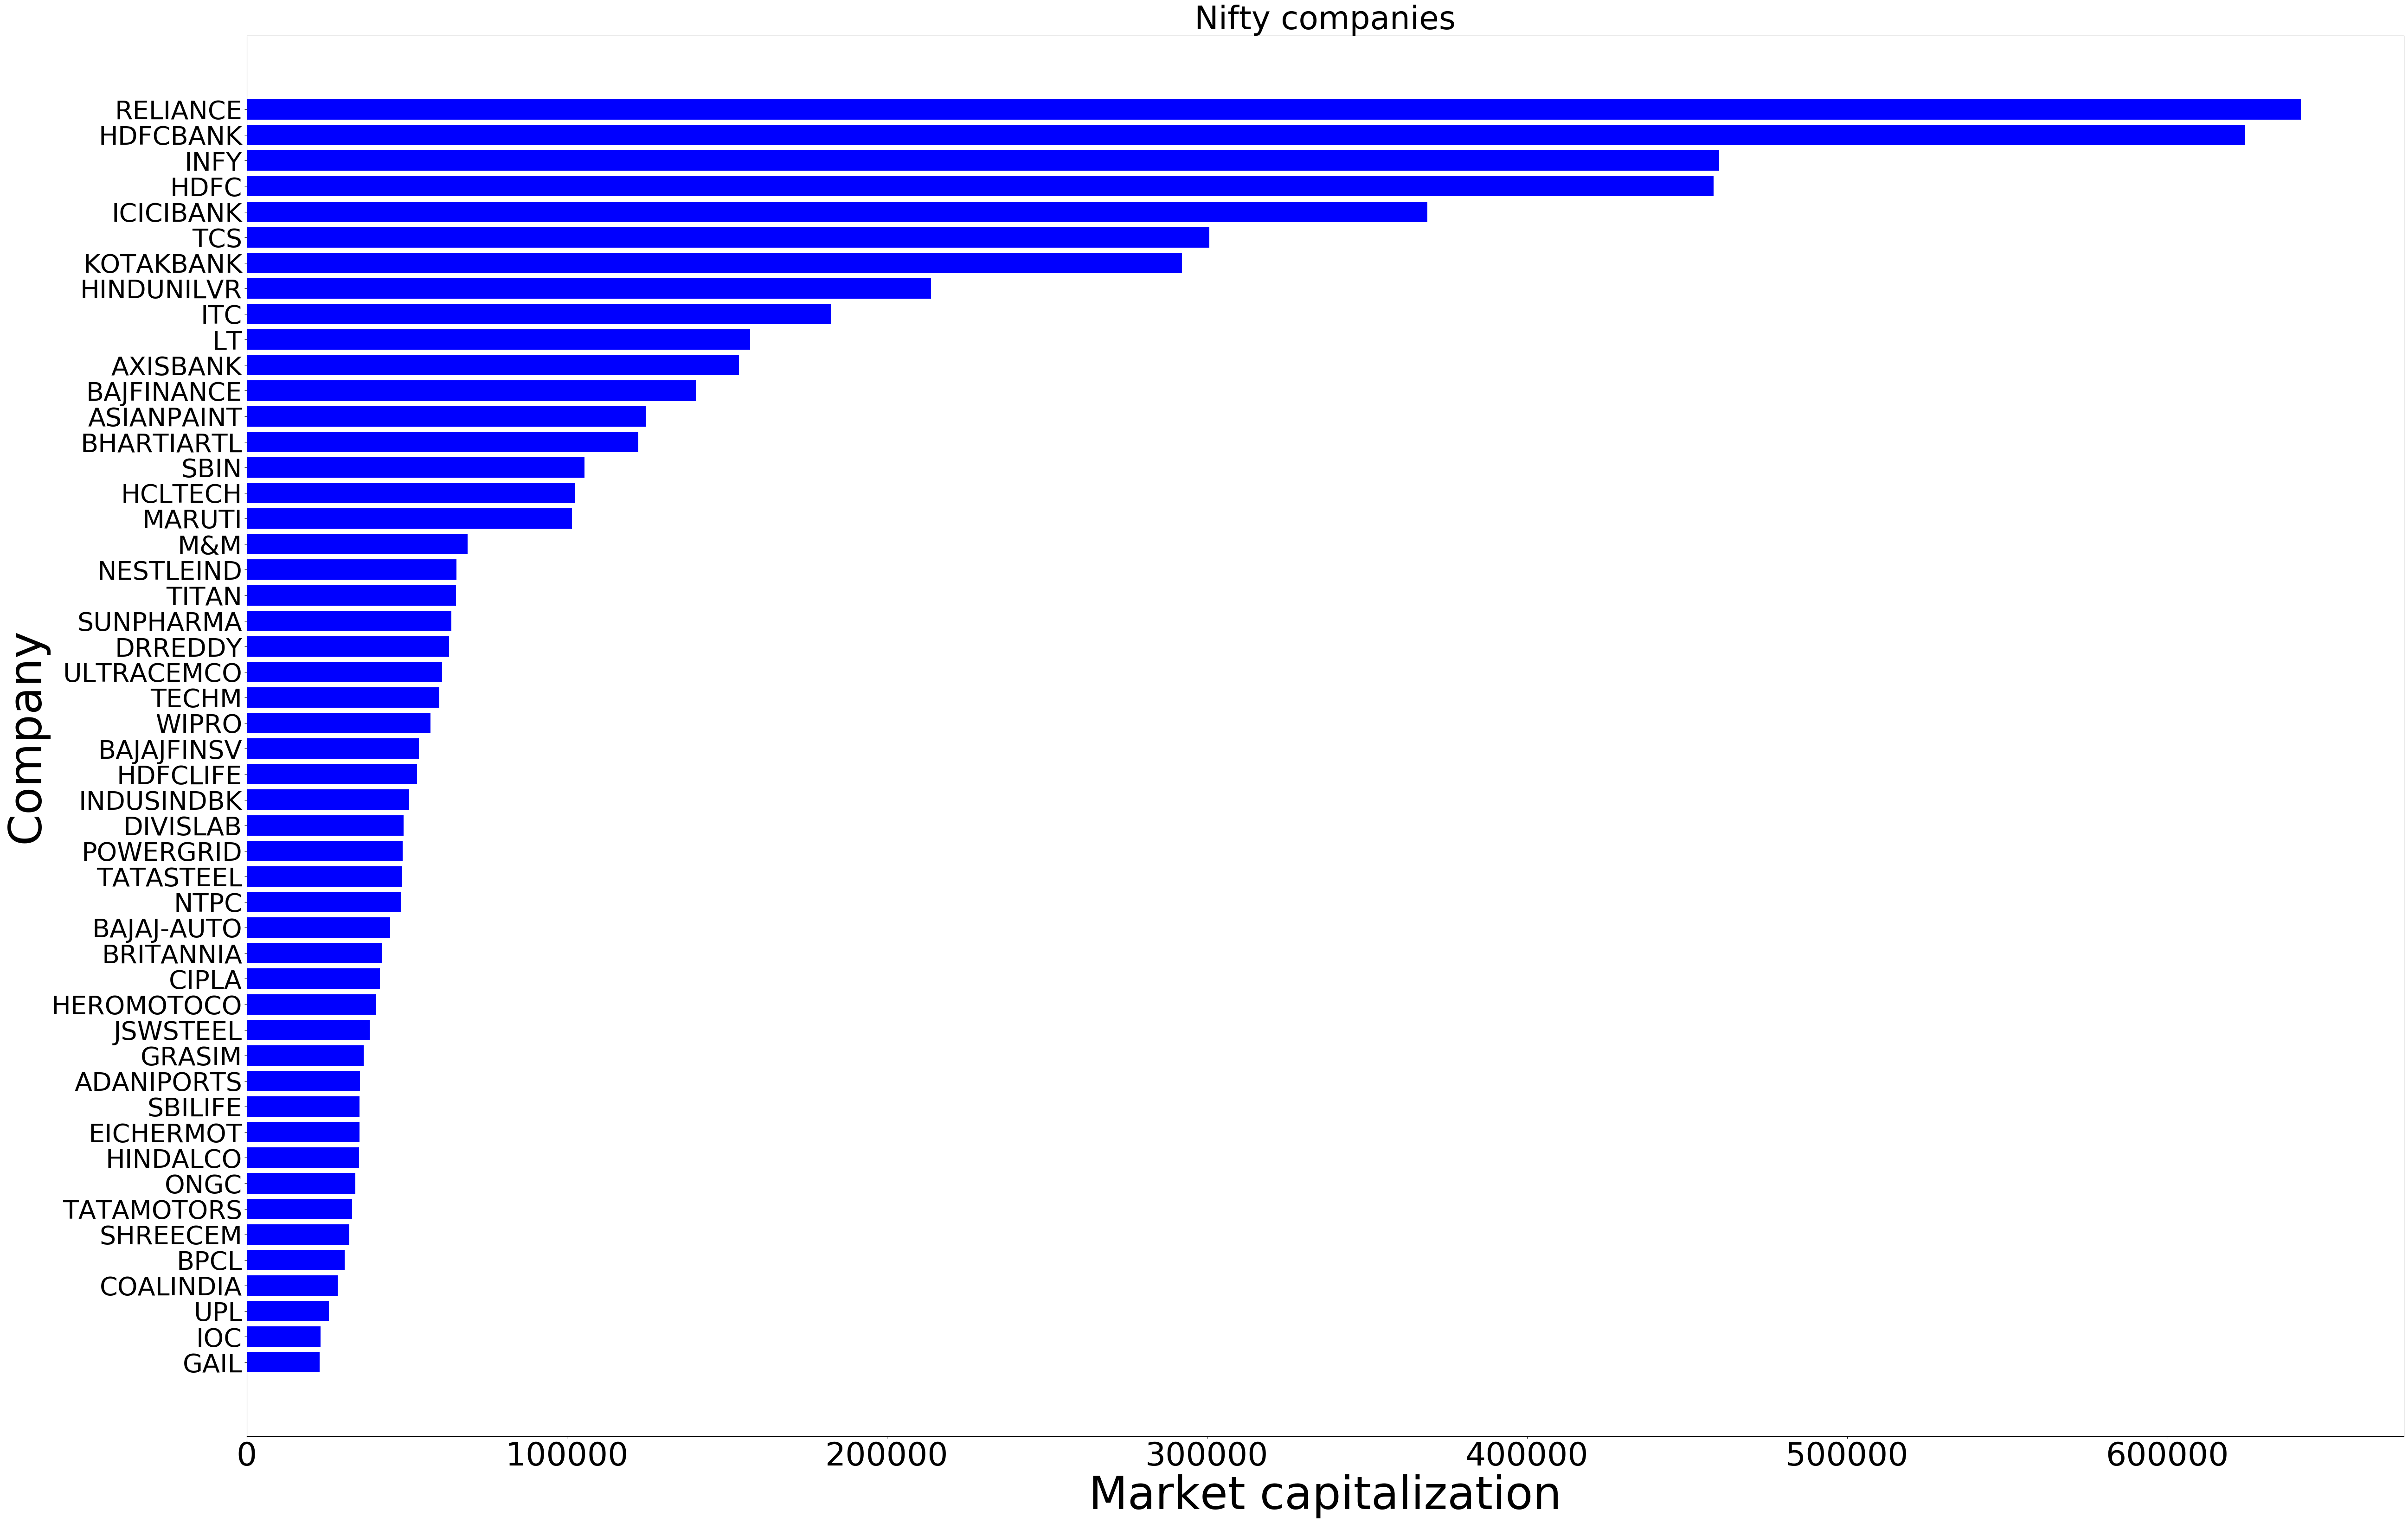 Nifty companies
RELIANCE
HDFCBANK
INFY
HDFC
ICICIBANK
TCS
KOTAKBANK
HINDUNILVR
ITC
LT
AXISBANK
BAJFINANCE
ASIANPAINT
BHARTIARTL
SBIN
HCLTECH
MARUTI
M&M
NESTLEIND
TITAN
SUNPHARMA
DRREDDY
ULTRACEMCO
TECHM
WIPRO
BAJAJFINSV
HDFCLIFE
INDUSINDBK
DIVISLAB
POWERGRID
TATASTEEL
NTPC
BAJAJ-AUTO
BRITANNIA
CIPLA
HEROMOTOCO
JSWSTEEL
GRASIM
ADANIPORTS
SBILIFE
EICHERMOT
HINDALCO
ONGC
TATAMOTORS
SHREECEM
BPCL
COALINDIA
UPL
IOC
GAIL
Company
0 100000 200000 300000 400000 500000 600000
Market capitalization